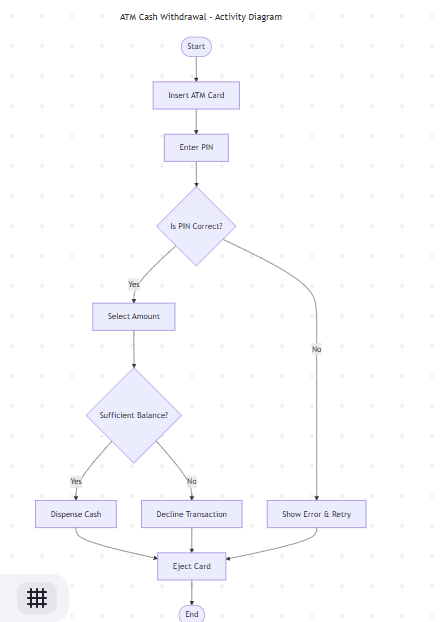 ATM Cash Withdrawal - Activity Diagram
Start
Insert ATM Card
Enter PIN
Is PIN Correct?
Yes
Select Amount
No
Sufficient Balance?
Yes
No
Dispense Cash
Decline Transaction
Show Error & Retry
Eject Card
End